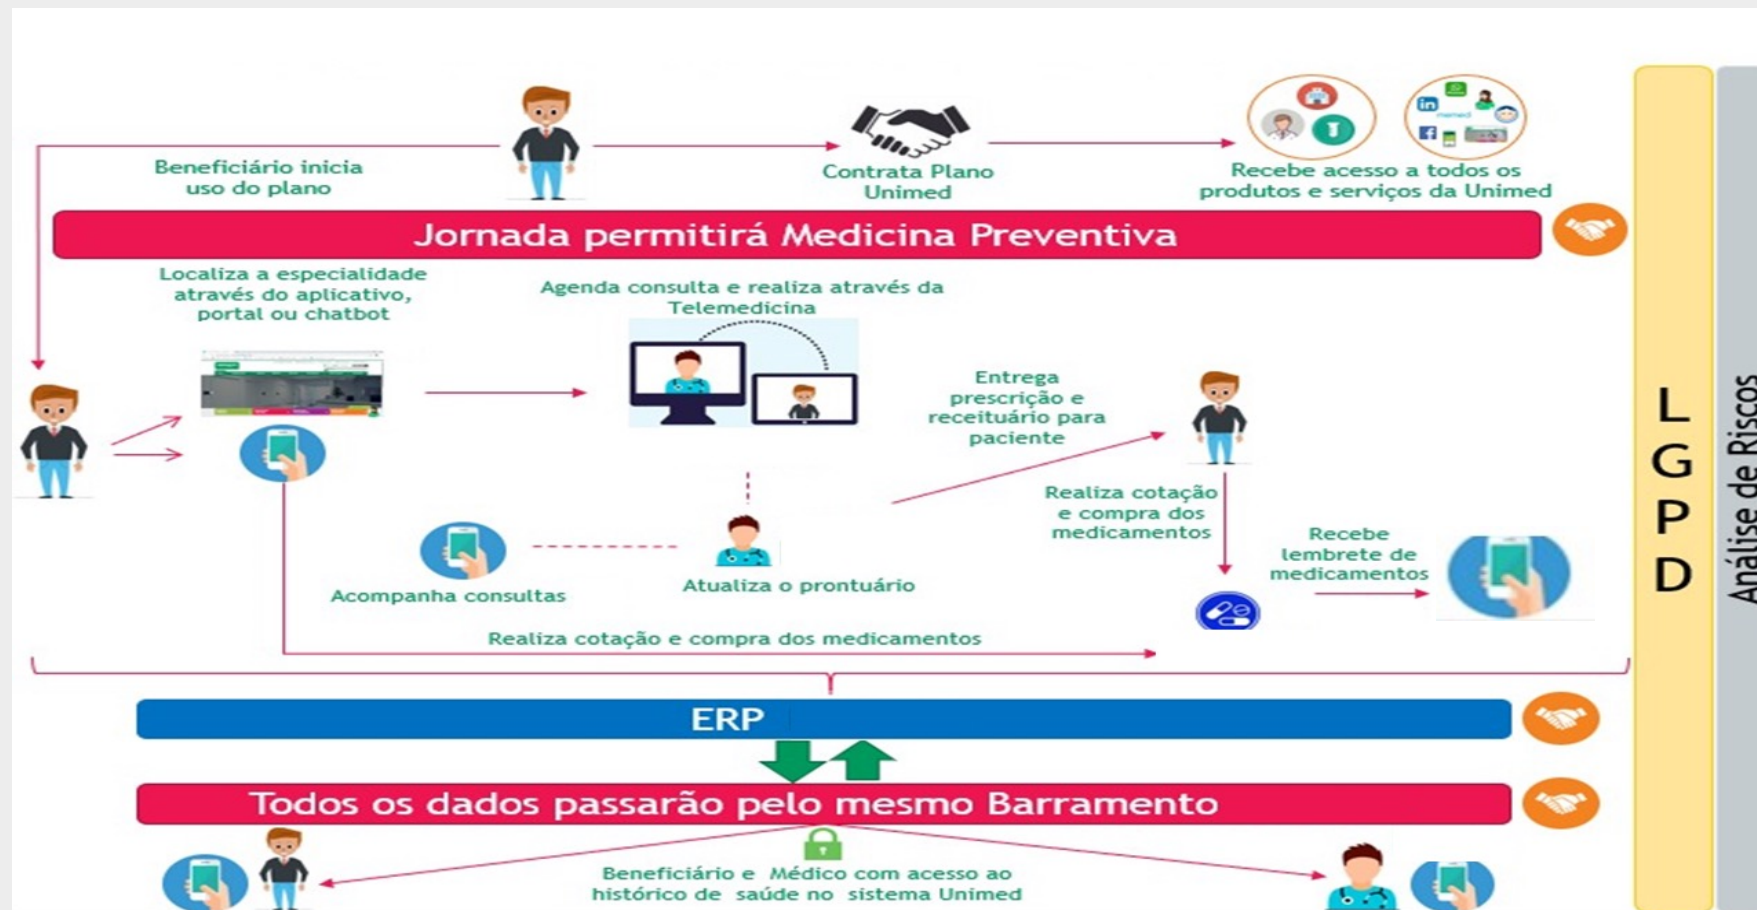 Beneficiário inicia
uso do plano
Contrata Plano
Unimed
Recebe acesso a todos os
produtos e serviços da Unimed
Jornada permitirá Medicina Preventiva
Localiza a especialidade
através do aplicativo,
portal ou chatbot
Agenda consulta e realiza através da
Telemedicina
Entrega
prescrição e
receituário para
paciente
Realiza cotação
e compra dos
medicamentos
Recebe
lembrete de
medicamentos
Acompanha consultas
Atualiza o prontuário
Realiza cotação e compra dos medicamentos
ERP
Todos os dados passarão pelo mesmo Barramento
Beneficiário e Médico com acesso ao
histórico de saúde no sistema Unimed
L
G
P
D
Análise de Riscos